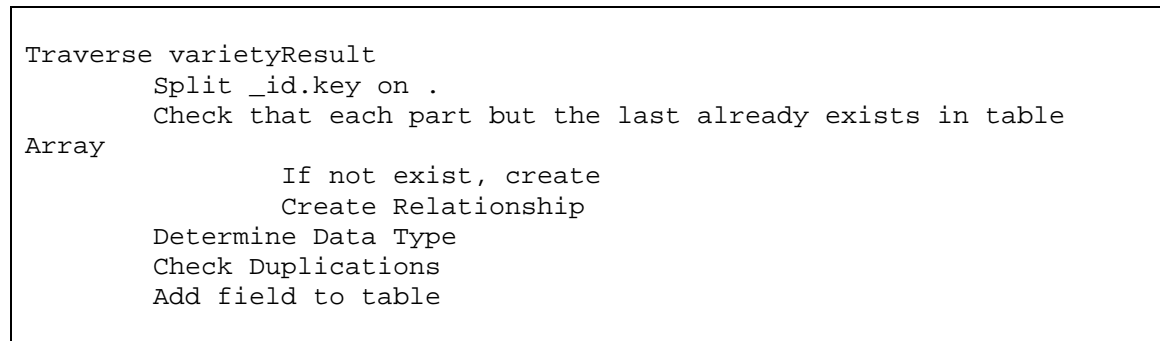 Traverse varietyResult
Split _id.key on .
Check that each part but the last already exists in table
Array
If not exist, create
Create Relationship
Determine Data Type
Check Duplications
Add field to table